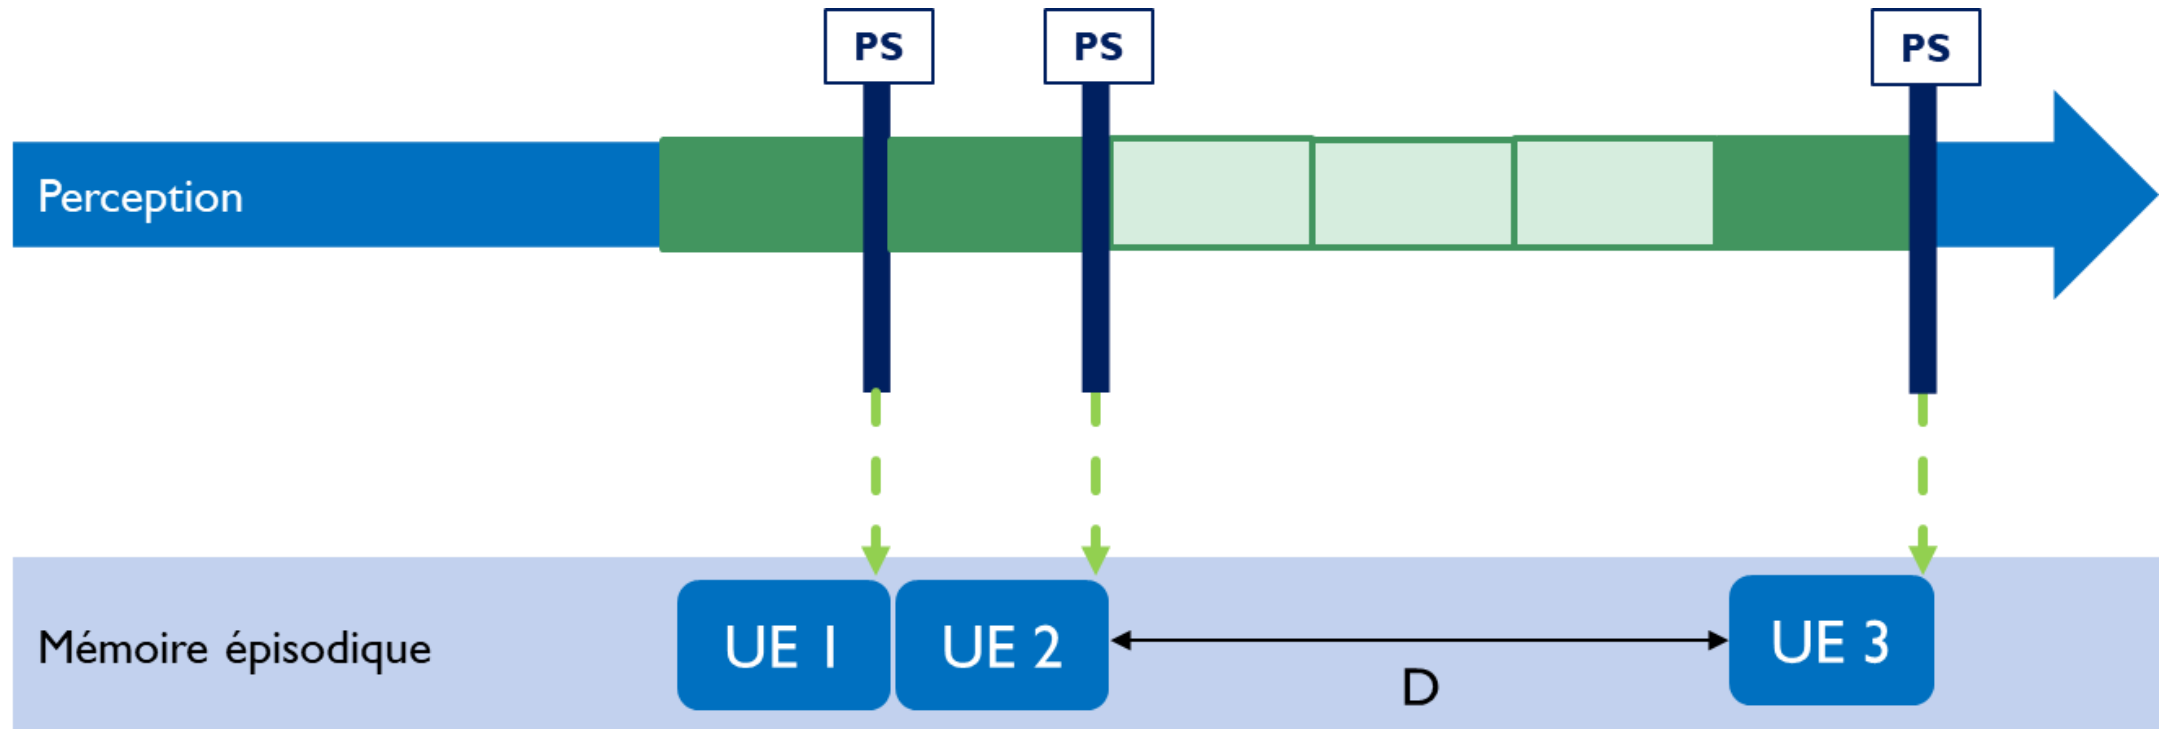 PS
PS
PS
Perception
Mémoire épisodique
UE 1
UE 2
D
UE 3